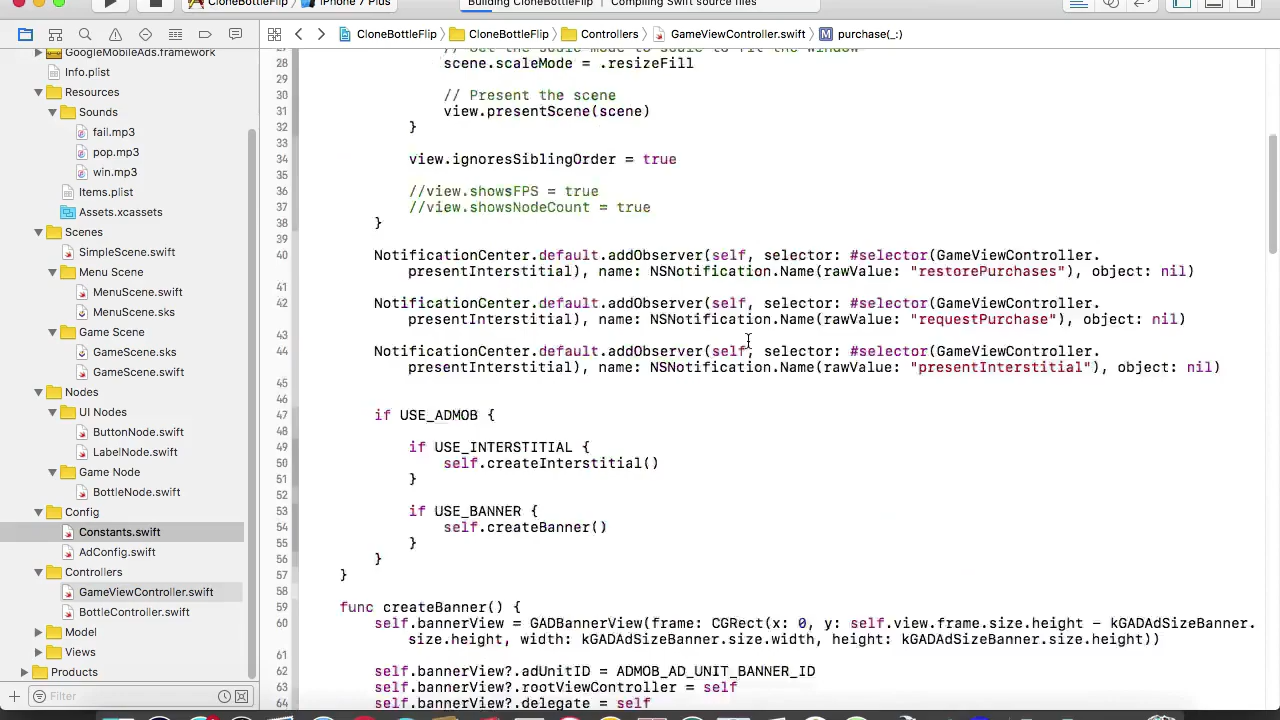 CloneBottleFlip
iPhone 7 Plus
Building CloneBottleFlip
Compiling Swift source files
CloneBottleFlip
CloneBottleFlip
Controllers
GameViewController.swift
M purchase(_:)
GoogleMobileAds.framework
Info.plist
Resources
Sounds
fail.mp3
pop.mp3
win.mp3
Items.plist
Assets.xcassets
Scenes
SimpleScene.swift
Menu Scene
MenuScene.swift
MenuScene.sks
Game Scene
GameScene.sks
GameScene.swift
Nodes
UI Nodes
ButtonNode.swift
LabelNode.swift
Game Node
BottleNode.swift
Config
Constants.swift
AdConfig.swift
Controllers
GameViewController.swift
BottleController.swift
Model
Views
Products
Filter
28 scene.scaleMode = .resizeFill
29
30 // Present the scene
31 view.presentScene(scene)
32 }
33
34 view.ignoresSiblingOrder = true
35
36 //view.showsFPS = true
37 //view.showsNodeCount = true
38 }
39
40 NotificationCenter.default.addObserver(self, selector: #selector(GameViewController.
presentInterstitial), name: NSNotification.Name(rawValue: "restorePurchases"), object: nil)
41
42 NotificationCenter.default.addObserver(self, selector: #selector(GameViewController.
presentInterstitial), name: NSNotification.Name(rawValue: "requestPurchase"), object: nil)
43
44 NotificationCenter.default.addObserver(self, selector: #selector(GameViewController.
presentInterstitial), name: NSNotification.Name(rawValue: "presentInterstitial"), object: nil)
45
46
47 if USE_ADMOB {
48
49 if USE_INTERSTITIAL {
50 self.createInterstitial()
51 }
52
53 if USE_BANNER {
54 self.createBanner()
55 }
56 }
57 }
58
59 func createBanner() {
60 self.bannerView = GADBannerView(frame: CGRect(x: 0, y: self.view.frame.size.height - kGADAdSizeBanner.
size.height, width: kGADAdSizeBanner.size.width, height: kGADAdSizeBanner.size.height))
61
62 self.bannerView?.adUnitID = ADMOB_AD_UNIT_BANNER_ID
63 self.bannerView?.rootViewController = self
64 self.bannerView?.delegate = self